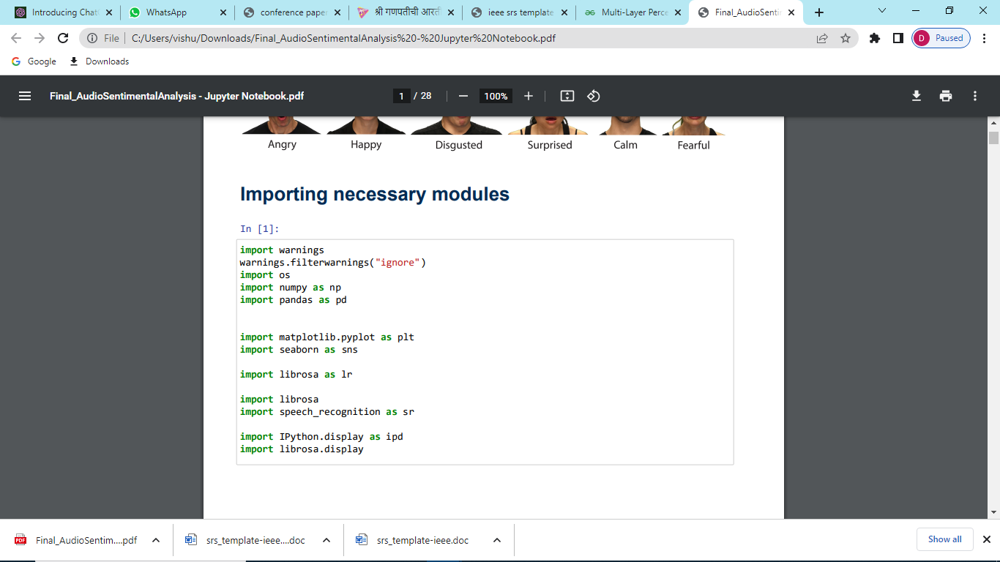 Introducing Chat
WhatsApp
conference paper
श्री गणपतीची आरती
ieee srs template
Multi-Layer Perce
Final_AudioSentir
File
C:/Users/vishu/Downloads/Final_AudioSentimentalAnalysis%20-%20Jupyter%20Notebook.pdf
D Paused
Google
Downloads
Final_AudioSentimentalAnalysis - Jupyter Notebook.pdf
1 / 28
100%
Angry Happy Disgusted Surprised Calm Fearful
Importing necessary modules
In [1]:
import warnings
warnings.filterwarnings("ignore")
import os
import numpy as np
import pandas as pd
import matplotlib.pyplot as plt
import seaborn as sns
import librosa as lr
import librosa
import speech_recognition as sr
import IPython.display as ipd
import librosa.display
PDF
Final_AudioSentim....pdf
srs_template-ieee....doc
srs_template-ieee.doc
Show all